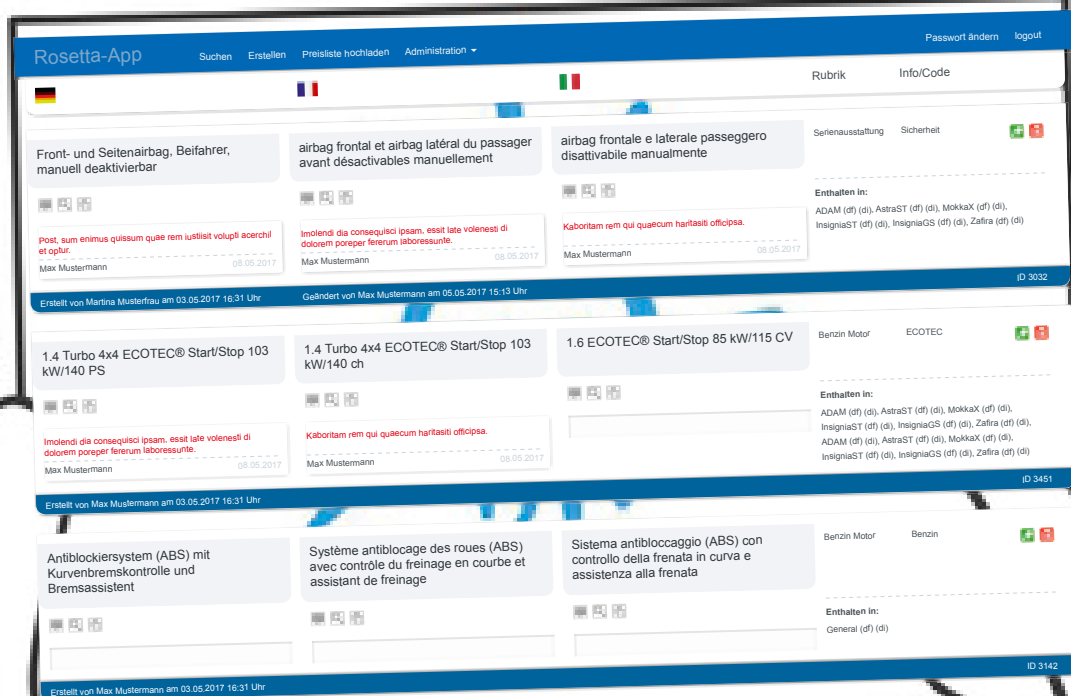 Rosetta-App Suchen Erstellen Preisliste hochladen Administration Passwort ändern logout
Rubrik Info/Code
Front- und Seitenairbag, Beifahrer,
manuell deaktivierbar
airbag frontal et airbag latéral du passager
avant désactivables manuellement
airbag frontale e laterale passeggero
disattivabile manualmente
Serienausstattung Sicherheit
Post, sum enimus quissum quae rem iustiisit volupti acerchil
et optur.
Max Mustermann 08.05.2017
Imolendi dia consequisci ipsam, essit late volenesti di
dolorem poreper fererum laboressunte.
Max Mustermann 08.05.2017
Kaboritam rem qui quaecum haritasiti officipsa.
Max Mustermann 08.05.2017
Enthalten in:
ADAM (df) (di), AstraST (df) (di), MokkaX (df) (di),
InsigniaST (df) (di), InsigniaGS (df) (di), Zafira (df) (di)
Erstellt von Martina Musterfrau am 03.05.2017 16:31 Uhr Geändert von Max Mustermann am 05.05.2017 15:13 Uhr ID 3032
1.4 Turbo 4x4 ECOTEC® Start/Stop 103
kW/140 PS
1.4 Turbo 4x4 ECOTEC® Start/Stop 103
kW/140 ch
1.6 ECOTEC® Start/Stop 85 kW/115 CV
Benzin Motor ECOTEC
Imolendi dia consequisci ipsam, essit late volenesti di
dolorem poreper fererum laboressunte.
Max Mustermann 08.05.2017
Kaboritam rem qui quaecum haritasiti officipsa.
Max Mustermann 08.05.2017
Enthalten in:
ADAM (df) (di), AstraST (df) (di), MokkaX (df) (di),
InsigniaST (df) (di), InsigniaGS (df) (di), Zafira (df) (di),
ADAM (df) (di), AstraST (df) (di), MokkaX (df) (di),
InsigniaST (df) (di), InsigniaGS (df) (di), Zafira (df) (di)
Erstellt von Max Mustermann am 03.05.2017 16:31 Uhr ID 3451
Antiblockiersystem (ABS) mit
Kurvenbremskontrolle und
Bremsassistent
Système antiblocage des roues (ABS)
avec contrôle du freinage en courbe et
assistant de freinage
Sistema antibloccaggio (ABS) con
controllo della frenata in curva e
assistenza alla frenata
Benzin Motor Benzin
Enthalten in:
General (df) (di)
Erstellt von Max Mustermann am 03.05.2017 16:31 Uhr ID 3142